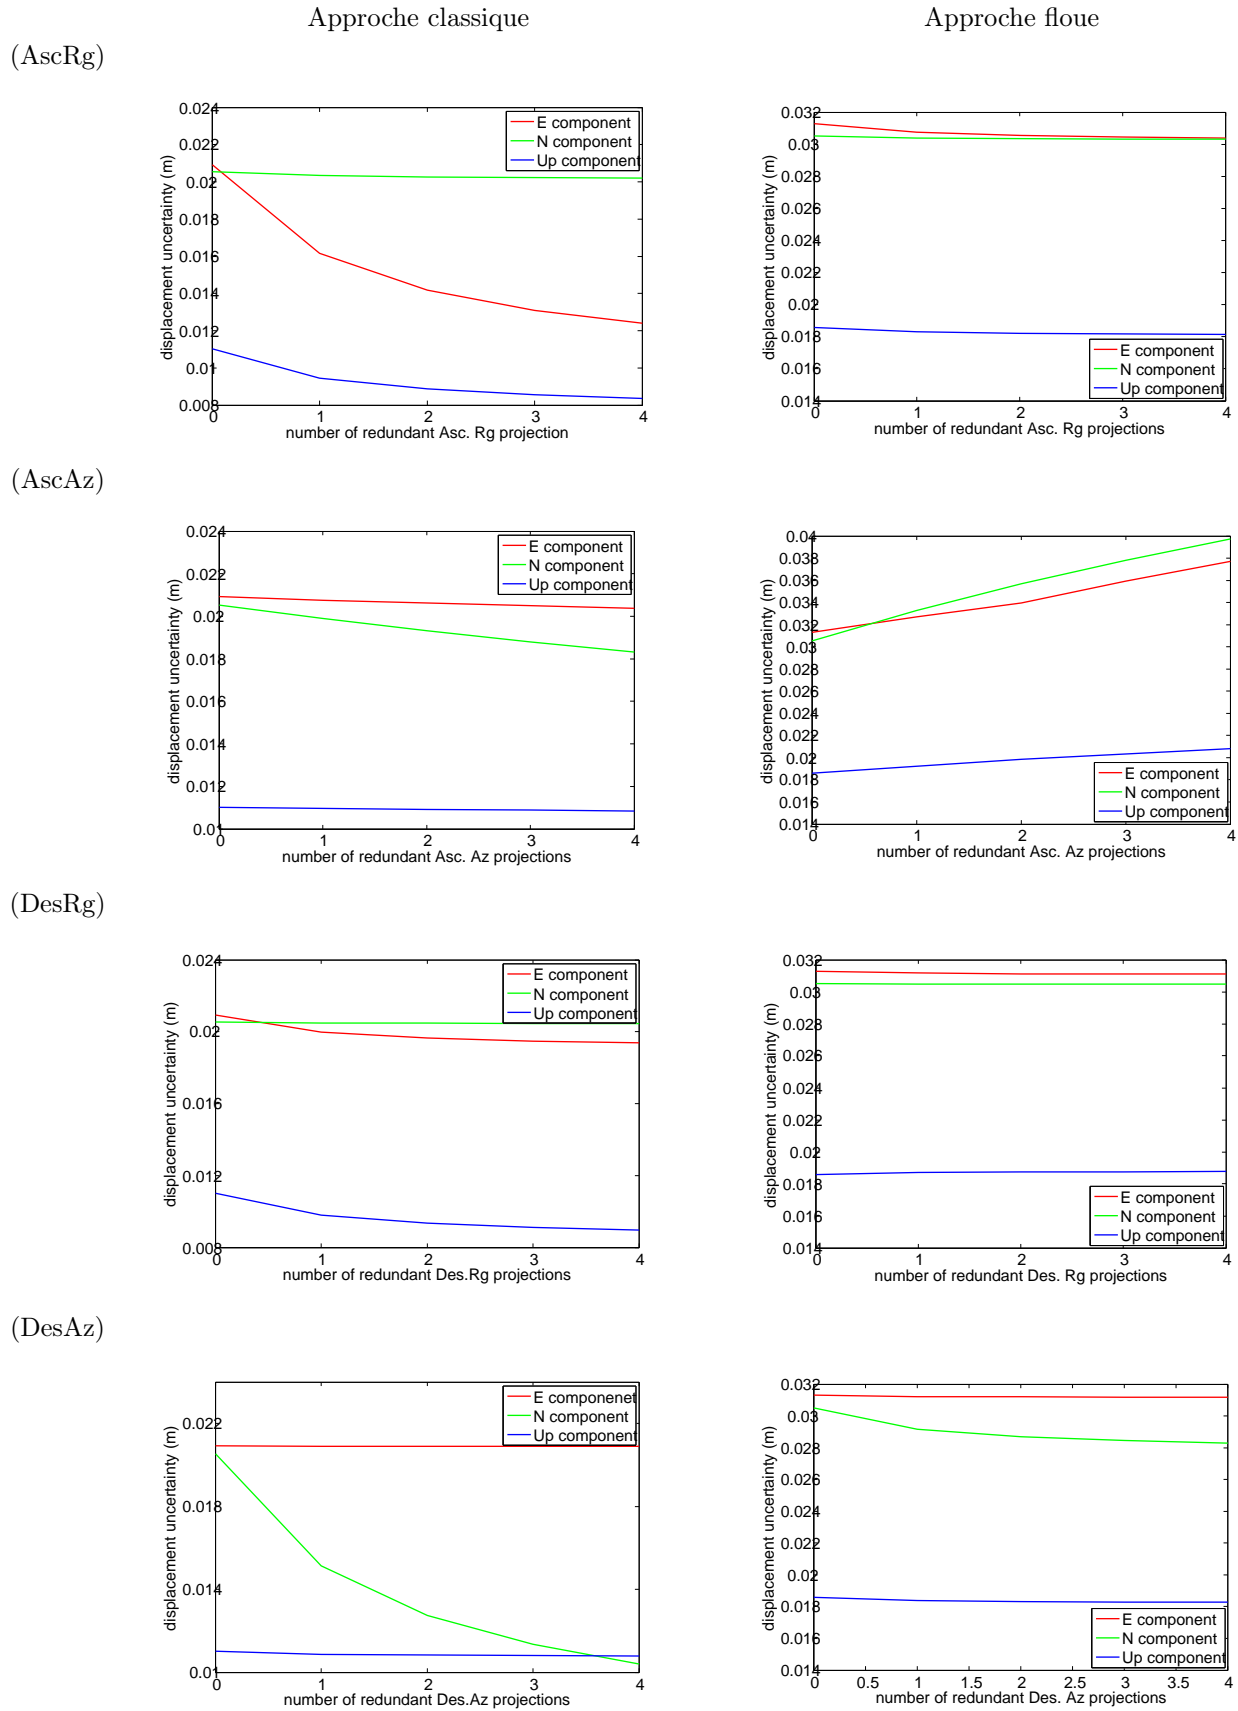 Approche classique
Approche floue
(AscRg)
0.024
0.022
0.02
0.018
0.016
0.014
0.012
0.01
0.008
displacement uncertainty (m)
E component
N component
Up component
0 1 2 3 4
number of redundant Asc. Rg projection
0.032
0.03
0.028
0.026
0.024
0.022
0.02
0.018
0.016
0.014
displacement uncertainty (m)
E component
N component
Up component
0 1 2 3 4
number of redundant Asc. Rg projections
(AscAz)
0.024
0.022
0.02
0.018
0.016
0.014
0.012
0.01
displacement uncertainty (m)
E component
N component
Up component
0 1 2 3 4
number of redundant Asc. Az projections
0.04
0.038
0.036
0.034
0.032
0.03
0.028
0.026
0.024
0.022
0.02
0.018
0.016
0.014
displacement uncertainty (m)
E component
N component
Up component
0 1 2 3 4
number of redundant Asc. Az projections
(DesRg)
0.024
0.02
0.016
0.012
0.008
displacement uncertainty (m)
E component
N component
Up component
0 1 2 3 4
number of redundant Des.Rg projections
0.032
0.03
0.028
0.026
0.024
0.022
0.02
0.018
0.016
0.014
displacement uncertainty (m)
E component
N component
Up component
0 1 2 3 4
number of redundant Des. Rg projections
(DesAz)
0.022
0.018
0.014
0.01
displacement uncertainty (m)
E componenet
N component
Up component
0 1 2 3 4
number of redundant Des.Az projections
0.032
0.03
0.028
0.026
0.024
0.022
0.02
0.018
0.016
0.014
displacement uncertainty (m)
E component
N component
Up component
0 0.5 1 1.5 2 2.5 3 3.5 4
number of redundant Des. Az projections